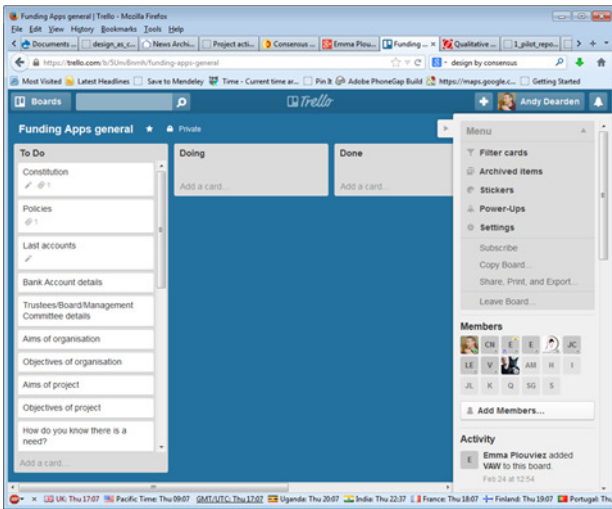 Funding Apps general | Trello - Mozilla Firefox
File Edit View History Bookmarks Tools Help
Documents ... design_as_c... News Archi... Project acti... Consensus ... Emma Plou... Funding ... × Qualitative ... 1_pilot_repo...
https://trello.com/b/5Unv8nmh/funding-apps-general
design by consensus
Most Visited Latest Headlines Save to Mendeley Time - Current time ar... Pin It Adobe PhoneGap Build https://maps.google.c... Getting Started
Boards Trello Andy Dearden
Funding Apps general Private
To Do
Constitution
1
Policies
1
Last accounts
Bank Account details
Trustees/Board/Management
Committee details
Aims of organisation
Objectives of organisation
Aims of project
Objectives of project
How do you know there is a
need?
Add a card...
Doing
Add a card...
Done
Add a card...
Menu
Filter cards
Archived items
Stickers
Power-Ups
Settings
Subscribe
Copy Board...
Share, Print, and Export...
Leave Board...
Members
CN E E JC
LE V AM H I
JL K Q SG S
Add Members...
Activity
E Emma Plouviez added
VAW to this board.
Feb 24 at 12:54
UK: Thu 17:07 Pacific Time: Thu 09:07 GMT/UTC: Thu 17:07 Uganda: Thu 20:07 India: Thu 22:37 France: Thu 18:07 Finland: Thu 19:07 Portugal: Thu